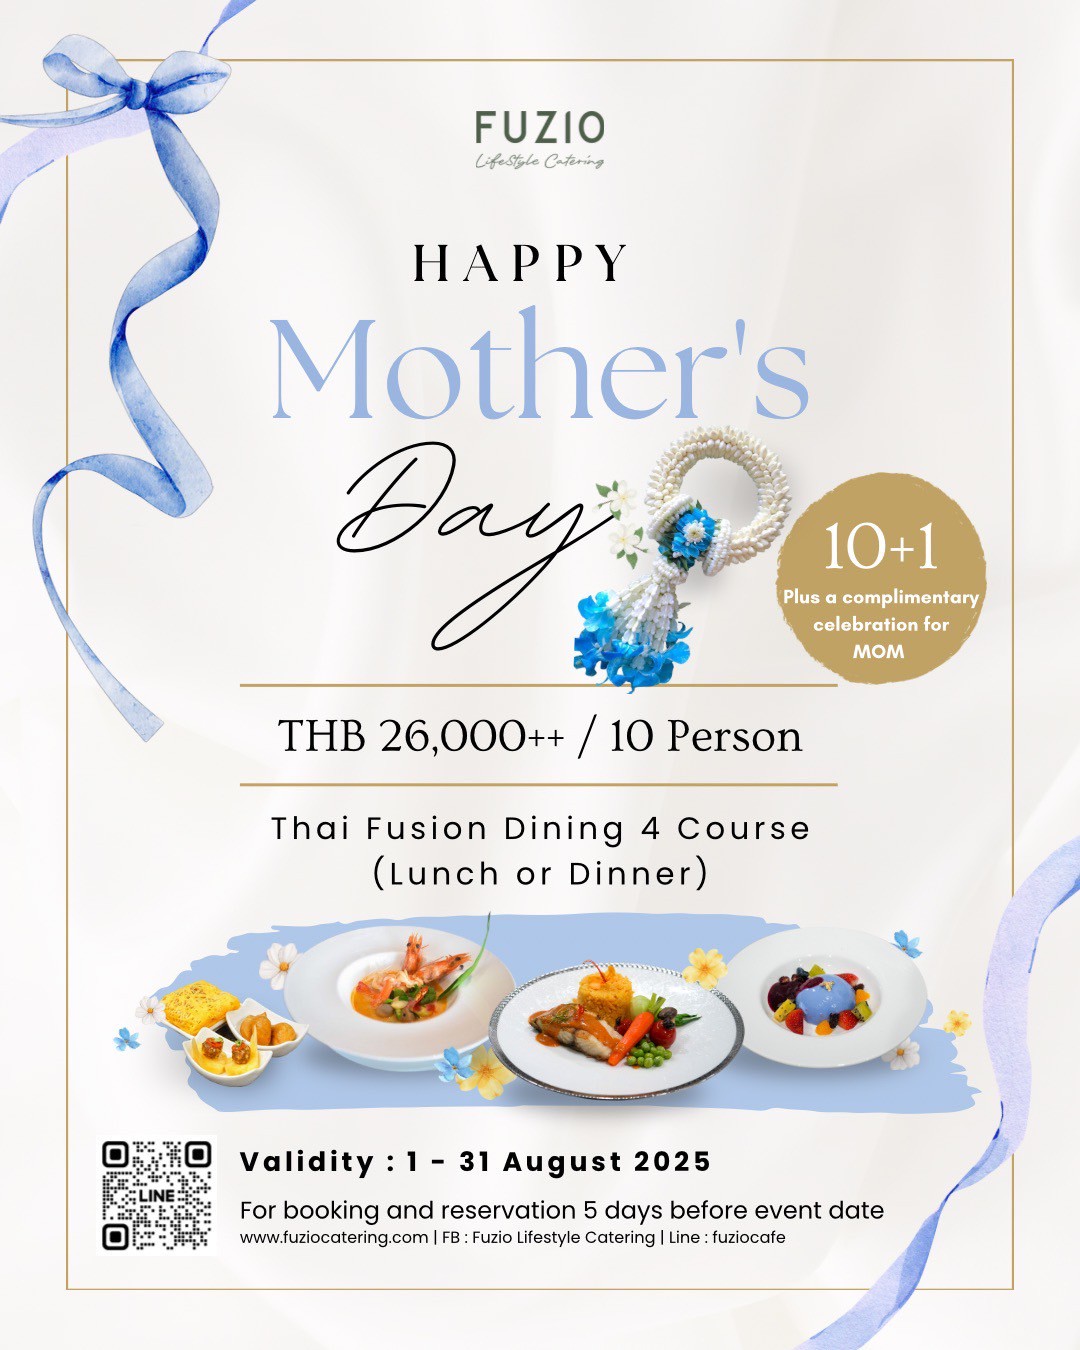 FUZIO
LifeStyle Catering
HAPPY
Mother's
Day
10+1
Plus a complimentary
celebration for
MOM
THB 26,000++ / 10 Person
Thai Fusion Dining 4 Course
(Lunch or Dinner)
LINE
Validity : 1 - 31 August 2025
For booking and reservation 5 days before event date
www.fuziocatering.com | FB : Fuzio Lifestyle Catering | Line : fuziocafe